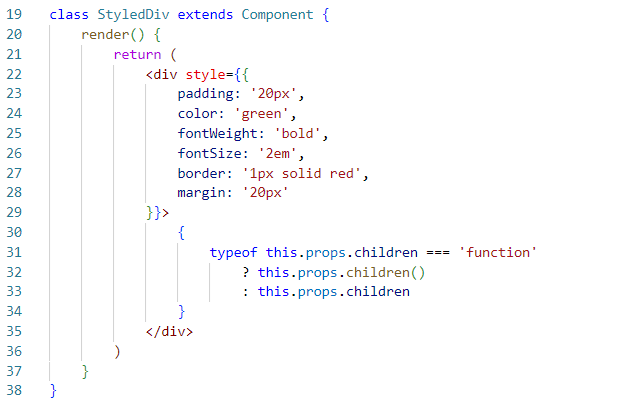 19 class StyledDiv extends Component {
20     render() {
21         return (
22             <div style={{
23                 padding: '20px',
24                 color: 'green',
25                 fontWeight: 'bold',
26                 fontSize: '2em',
27                 border: '1px solid red',
28                 margin: '20px'
29             }}>
30                 {
31                     typeof this.props.children === 'function'
32                         ? this.props.children()
33                         : this.props.children
34                 }
35             </div>
36         )
37     }
38 }